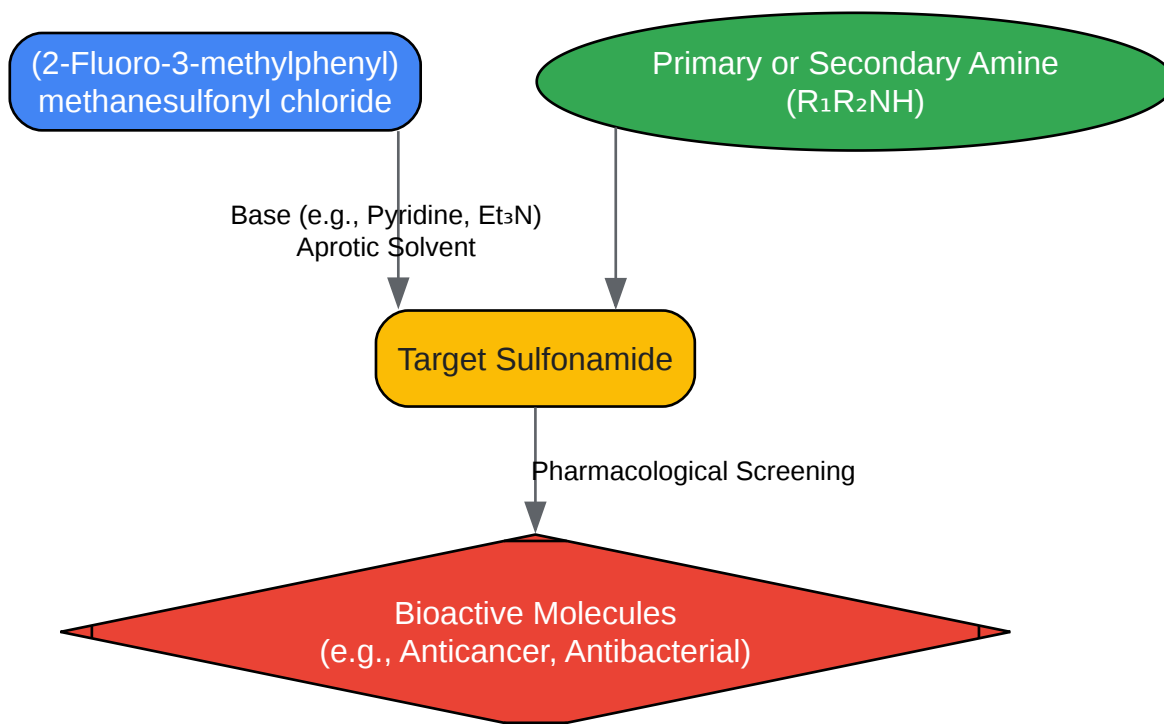 (2-Fluoro-3-methylphenyl)
methanesulfonyl chloride
Primary or Secondary Amine
(R₁R₂NH)
Base (e.g., Pyridine, Et₃N)
Aprotic Solvent
Target Sulfonamide
Pharmacological Screening
Bioactive Molecules
(e.g., Anticancer, Antibacterial)